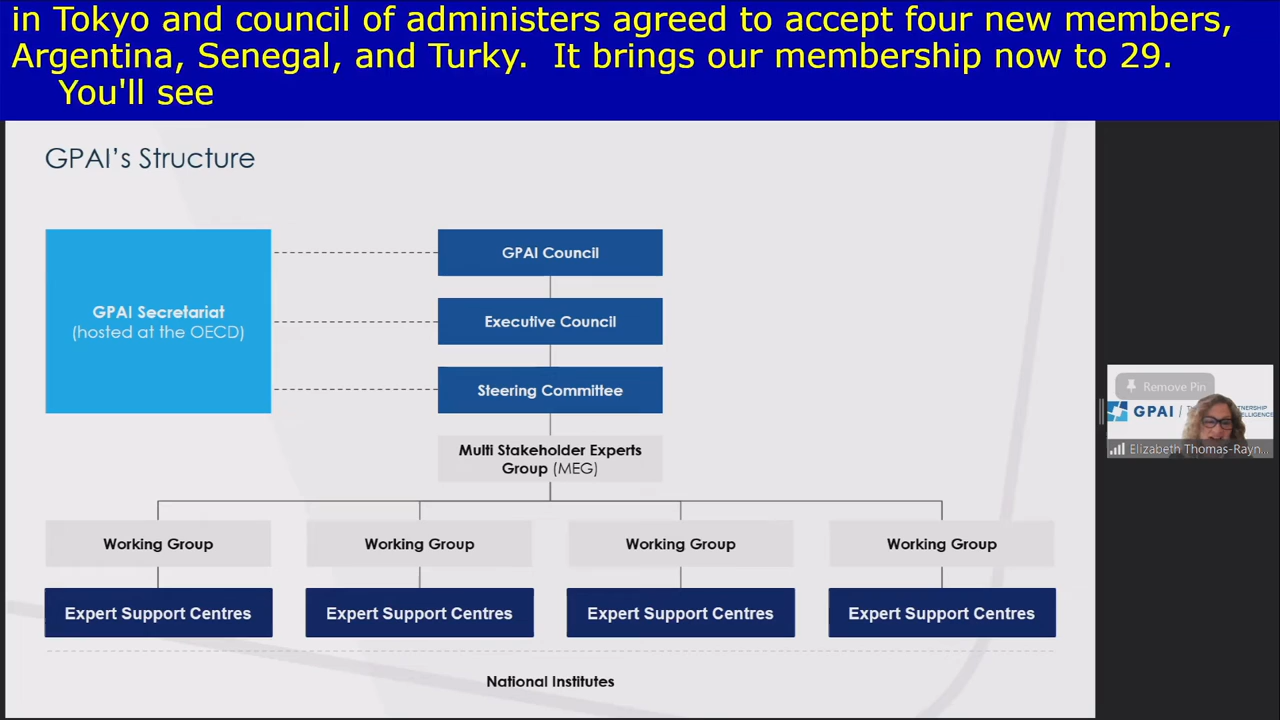 in Tokyo and council of administers agreed to accept four new members,
Argentina, Senegal, and Turky.  It brings our membership now to 29.
You'll see
GPAI's Structure
GPAI Secretariat
(hosted at the OECD)
GPAI Council
Executive Council
Steering Committee
Multi Stakeholder Experts
Group (MEG)
Working Group
Working Group
Working Group
Working Group
Expert Support Centres
Expert Support Centres
Expert Support Centres
Expert Support Centres
National Institutes
Remove Pin
GPAI /
Elizabeth Thomas-Rayn...